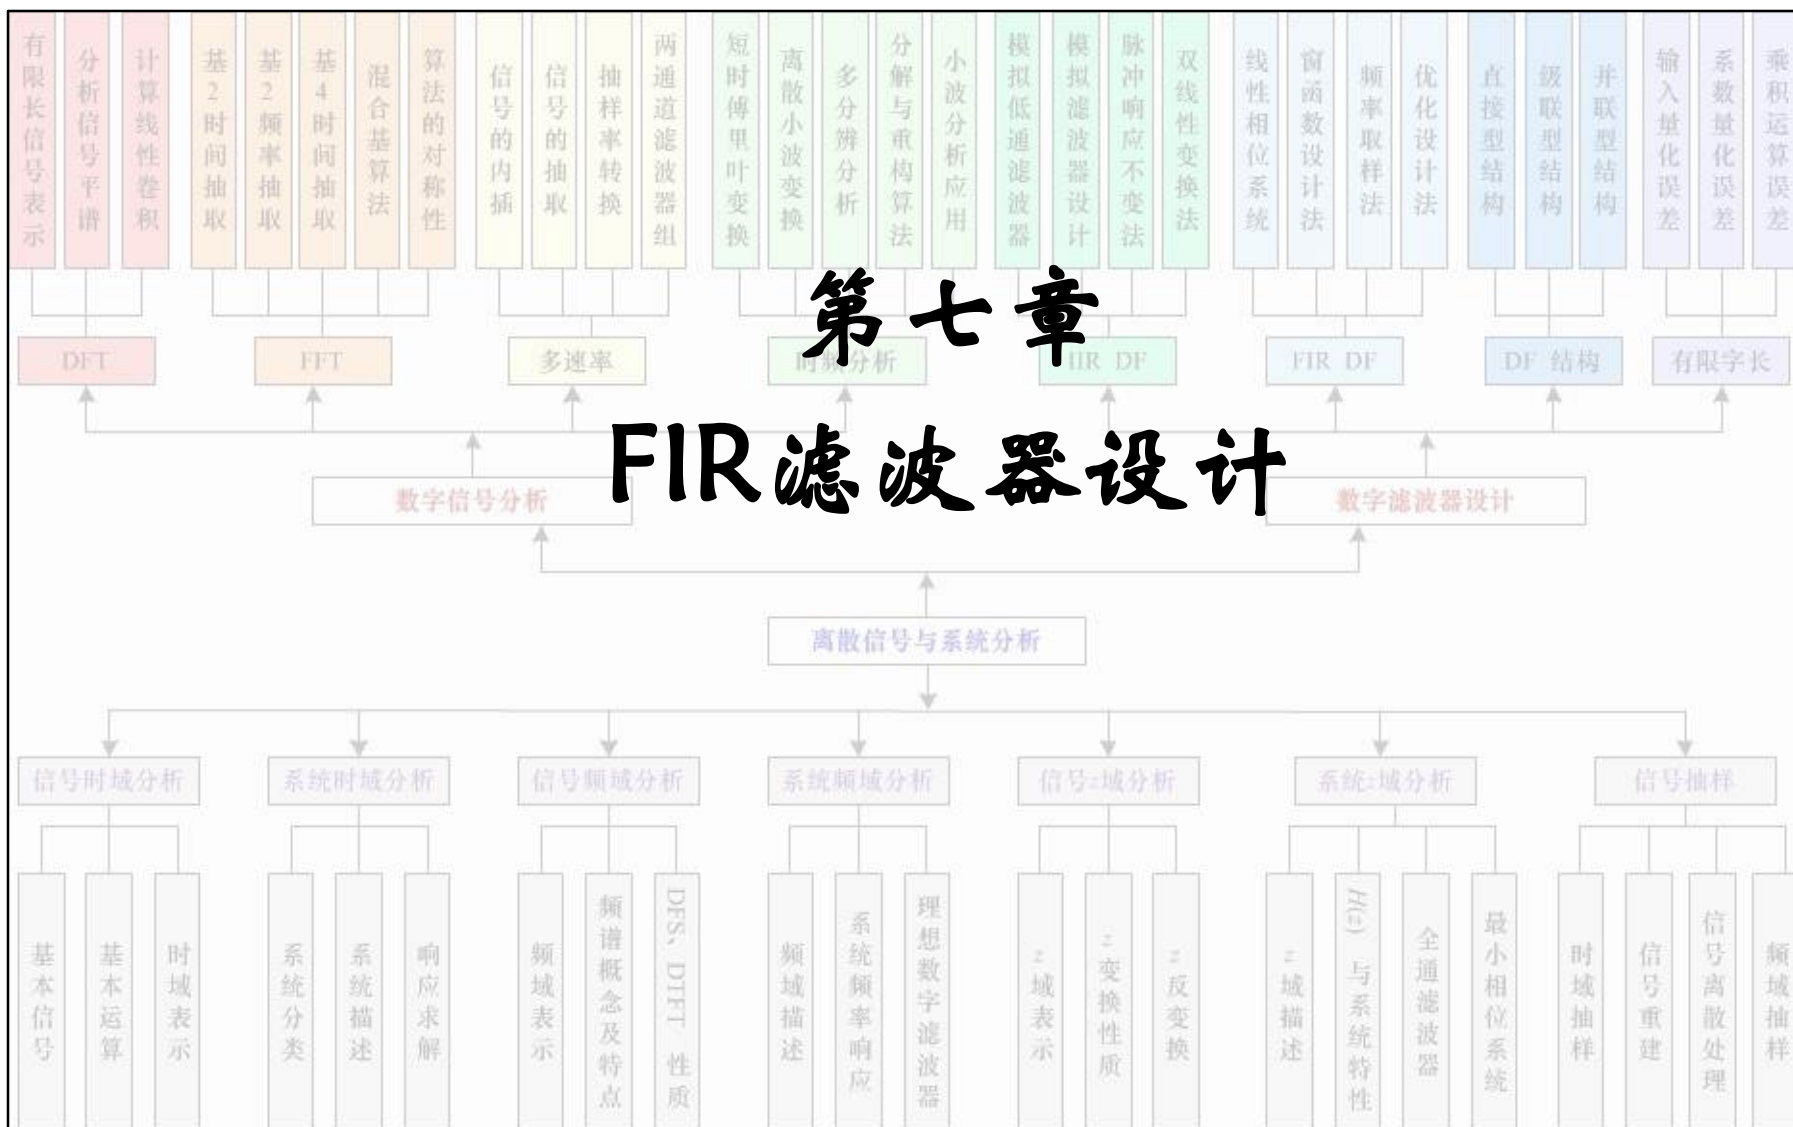 有限长信号表示
分析信号平谱
计算线性卷积
基2时间抽取
基2频率抽取
基4时间抽取
混合基算法
算法的对称性
信号的内插
信号的抽取
抽样率转换
两通道滤波器组
短时傅里叶变换
离散小波变换
多分辨分析
分解与重构算法
小波分析应用
模拟低通滤波器
模拟滤波器设计
脉冲响应不变法
双线性变换法
线性相位系统
窗函数设计法
频率取样法
优化设计法
直接型结构
级联型结构
并联型结构
输入量化误差
系数量化误差
乘积运算误差
第七章
DFT
FFT
多速率
时频分析
IIR DF
FIR DF
DF 结构
有限字长
FIR滤波器设计
数字信号分析
数字滤波器设计
离散信号与系统分析
信号时域分析
系统时域分析
信号频域分析
系统频域分析
信号z域分析
系统z域分析
信号抽样
基本信号
基本运算
时域表示
系统分类
系统描述
响应求解
频域表示
频谱概念及特点
DFS、DTFT 性质
频域描述
系统频率响应
理想数字滤波器
z域表示
z变换性质
z反变换
z域描述
H(z)与系统特性
全通滤波器
最小相位系统
时域抽样
信号重建
信号离散处理
频域抽样